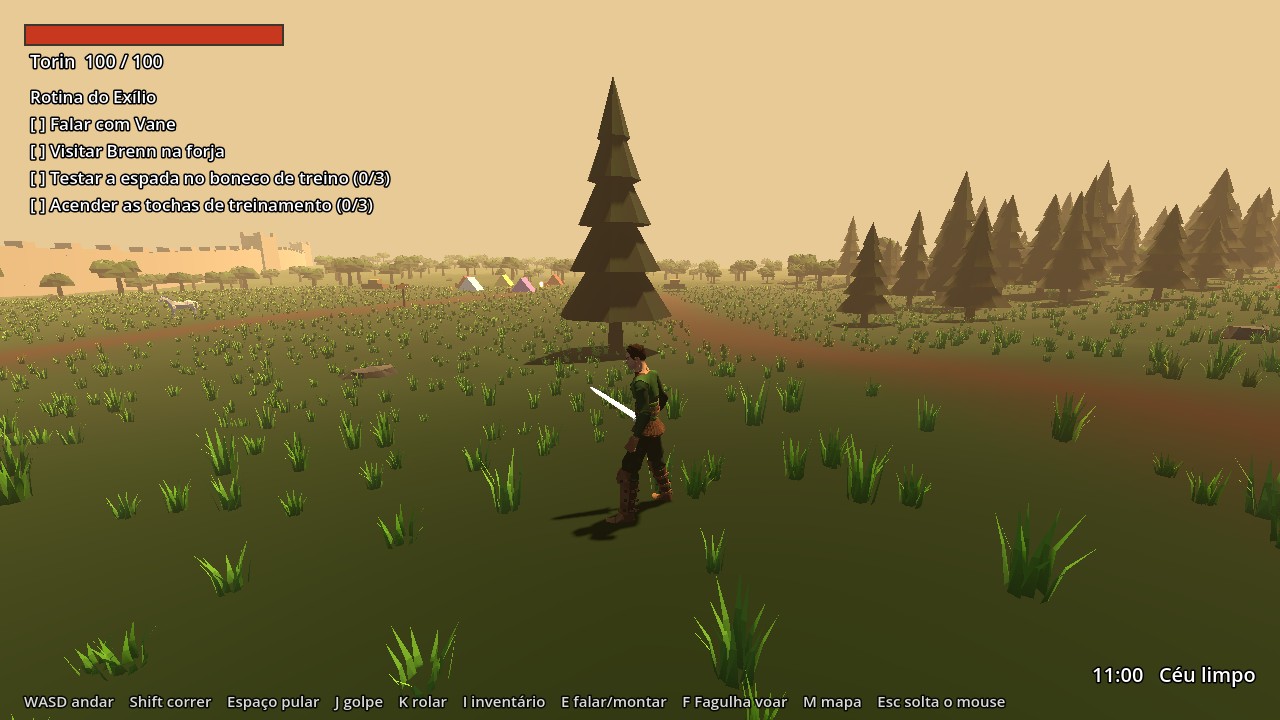 Torin 100 / 100
Rotina do Exílio
[ ] Falar com Vane
[ ] Visitar Brenn na forja
[ ] Testar a espada no boneco de treino (0/3)
[ ] Acender as tochas de treinamento (0/3)
11:00 Céu limpo
WASD andar Shift correr Espaço pular J golpe K rolar I inventário E falar/montar F Fagulha voar M mapa Esc solta o mouse